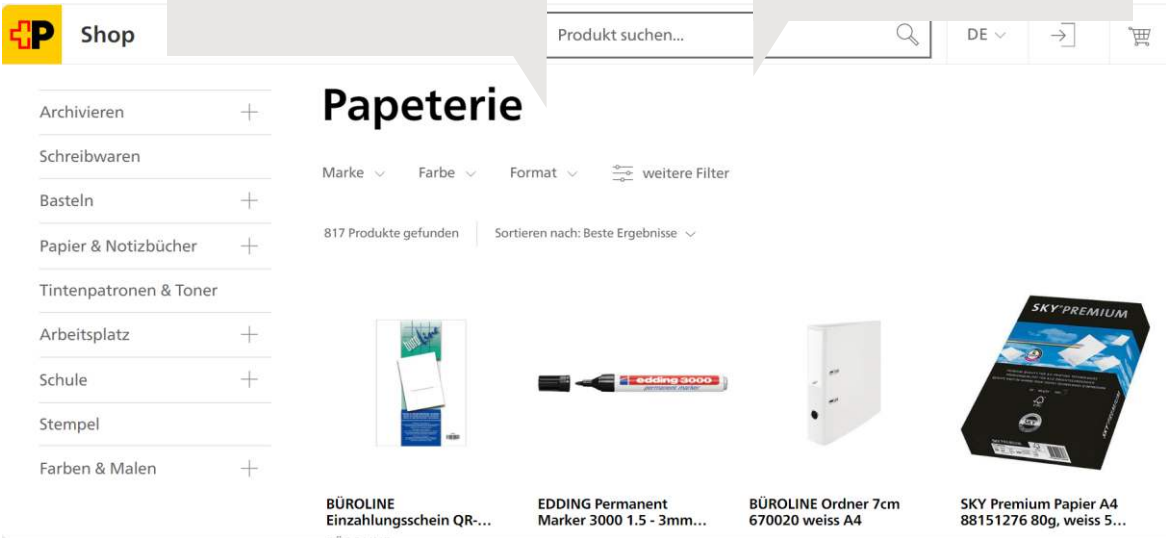 P
Shop
Produkt suchen...
DE
Archivieren
Schreibwaren
Basteln
Papier & Notizbücher
Tintenpatronen & Toner
Arbeitsplatz
Schule
Stempel
Farben & Malen
Papeterie
Marke Farbe Format weitere Filter
817 Produkte gefunden Sortieren nach: Beste Ergebnisse
büroline
edding 3000
permanent marker
SKY PREMIUM
BÜROLINE
Einzahlungsschein QR-...
EDDING Permanent
Marker 3000 1.5 - 3mm...
BÜROLINE Ordner 7cm
670020 weiss A4
SKY Premium Papier A4
88151276 80g, weiss 5...